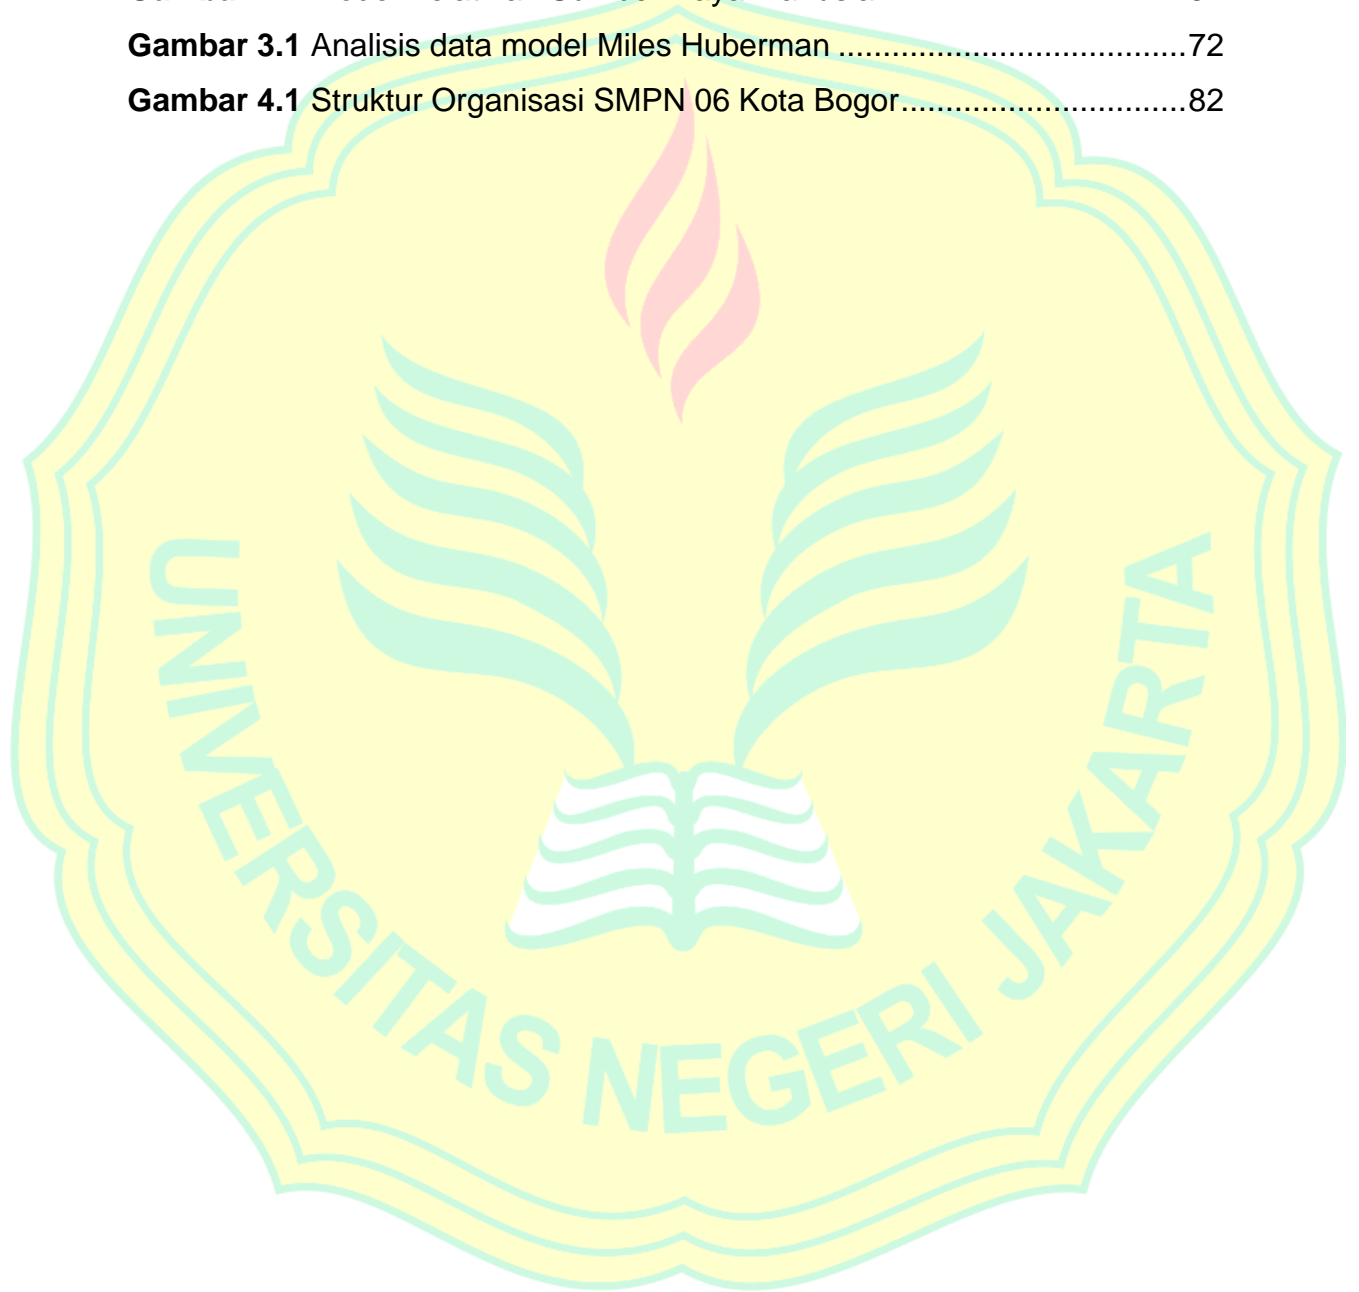 Gambar 3.1 Analisis data model Miles Huberman .......................................72
Gambar 4.1 Struktur Organisasi SMPN 06 Kota Bogor................................82
UNIVERSITAS NEGERI JAKARTA